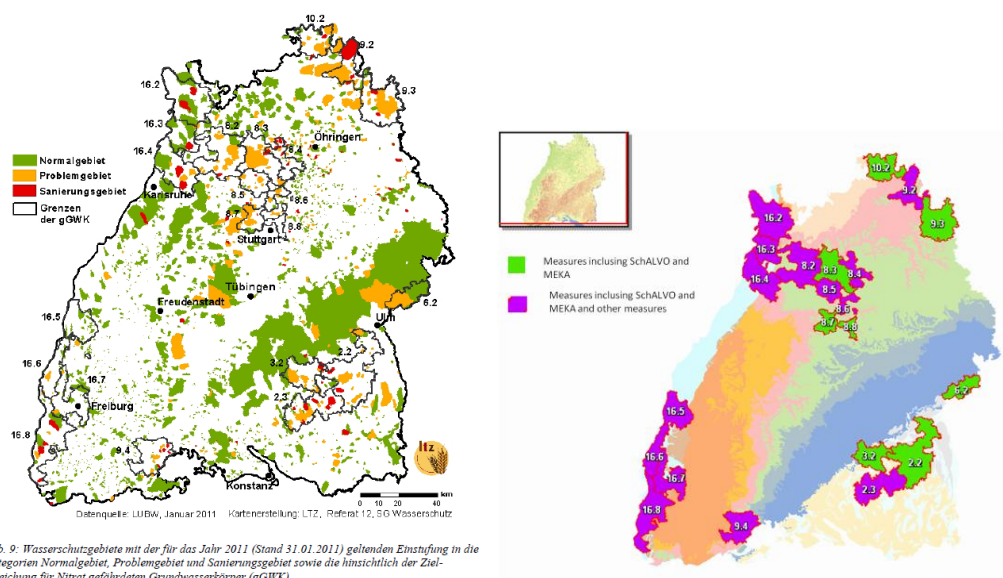 10.2
9.2
9.3
16.2
16.3
8.2
8.3
8.4
16.4
Öhringen
Normalgebiet
Problemgebiet
Sanierungsgebiet
Grenzen
der gGWK
Karlsruhe
8.5
8.6
8.7
8.8
Stuttgart
Tübingen
Freudenstadt
6.2
Ulm
16.5
2.2
3.2
16.6
2.3
16.7
Freiburg
16.8
9.4
ltz
Konstanz
km
0 10 20 40
Datenquelle: LUBW, Januar 2011 Kartenerstellung: LTZ, Referat 12, SG Wasserschutz
b. 9: Wasserschutzgebiete mit der für das Jahr 2011 (Stand 31.01.2011) geltenden Einstufung in die
tegorien Normalgebiet, Problemgebiet und Sanierungsgebiet sowie die hinsichtlich der Ziel-
reichung für Nitrat gefährdeten Grundwasserkörper (gGWK)
Measures inclusing SchALVO and
MEKA
Measures inclusing SchALVO and
MEKA and other measures
10.2
9.2
9.3
16.2
16.3
8.2
8.3
8.4
16.4
8.5
8.6
8.7
8.8
6.2
16.5
3.2
2.2
16.6
16.7
2.3
16.8
9.4